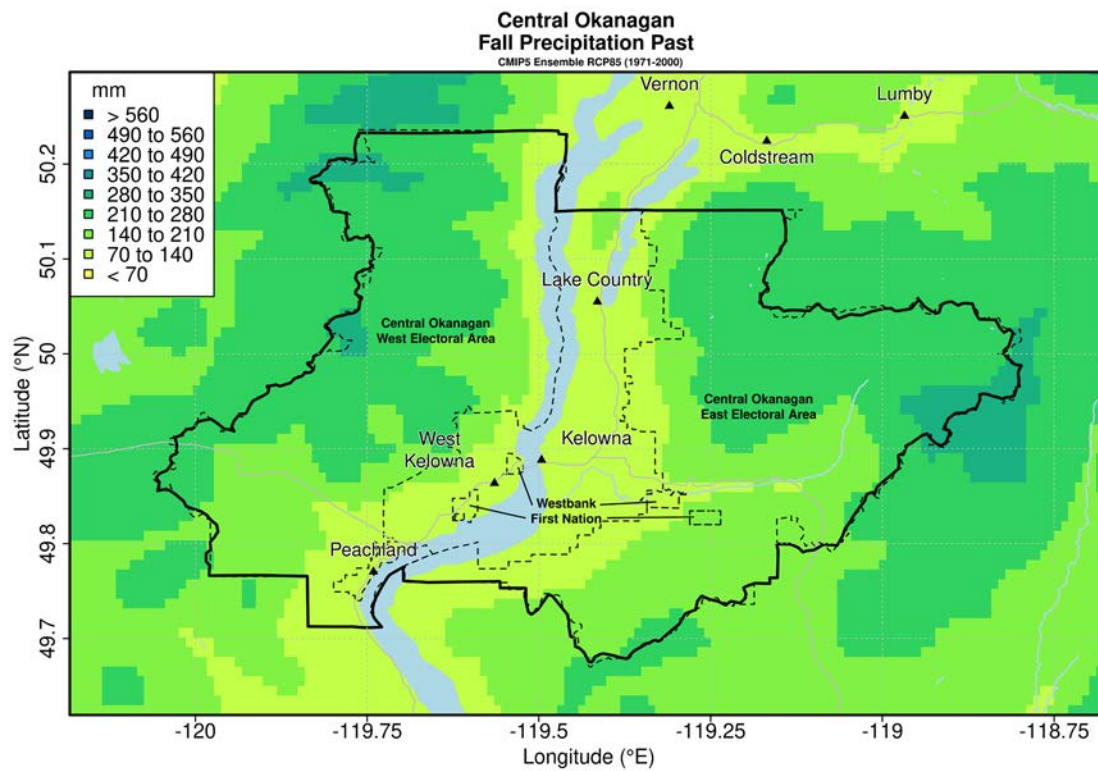 Central Okanagan
Fall Precipitation Past
CMIP5 Ensemble RCP85 (1971-2000)
mm
> 560
490 to 560
420 to 490
350 to 420
280 to 350
210 to 280
140 to 210
70 to 140
< 70
Vernon
Lumby
Coldstream
Lake Country
Central Okanagan
West Electoral Area
Central Okanagan
East Electoral Area
West
Kelowna
Kelowna
Westbank
First Nation
Peachland
50.2
50.1
50
49.9
49.8
49.7
Latitude (°N)
-120
-119.75
-119.5
-119.25
-119
-118.75
Longitude (°E)